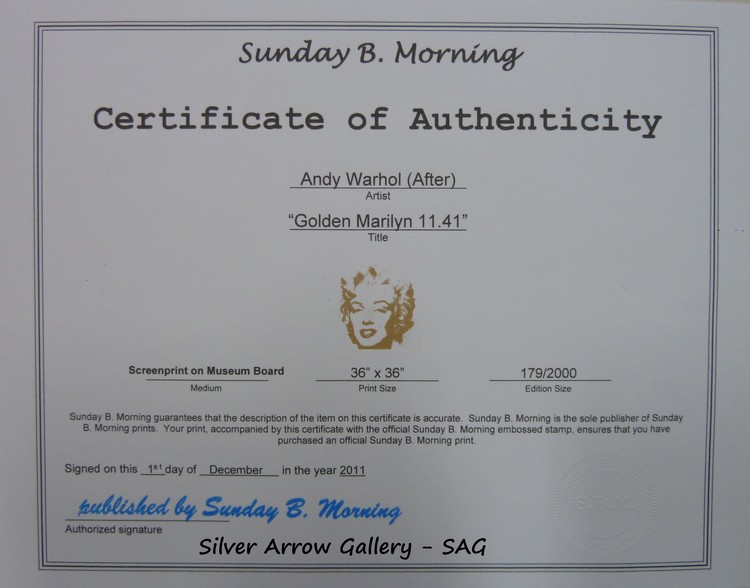 Sunday B. Morning
Certificate of Authenticity
Andy Warhol (After)
Artist
“Golden Marilyn 11.41”
Title
Screenprint on Museum Board 36” x 36” 179/2000
Medium Print Size Edition Size
Sunday B. Morning guarantees that the description of the item on this certificate is accurate. Sunday B. Morning is the sole publisher of Sunday
B. Morning prints. Your print, accompanied by this certificate with the official Sunday B. Morning embossed stamp, ensures that you have
purchased an official Sunday B. Morning print.
Signed on this 1st day of December in the year 2011
published by Sunday B. Morning
Authorized signature
Silver Arrow Gallery - SAG